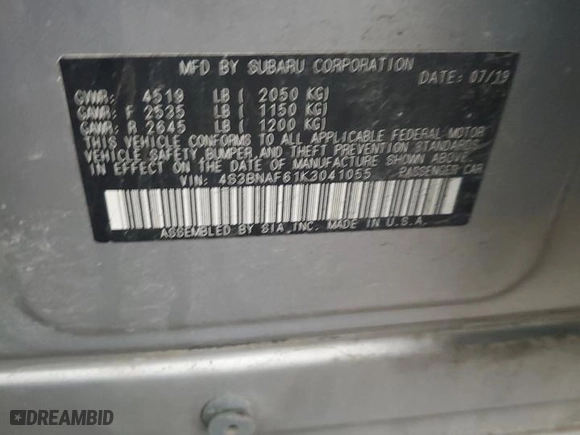 MFD BY SUBARU CORPORATION
DATE: 07/19
GVWR: 4519 LB ( 2050 KG)
GAWR: F 2535 LB ( 1150 KG)
GAWR: R 2645 LB ( 1200 KG)
THIS VEHICLE CONFORMS TO ALL APPLICABLE FEDERAL MOTOR
VEHICLE SAFETY, BUMPER AND THEFT PREVENTION STANDARDS
IN EFFECT ON THE DATE OF MANUFACTURE SHOWN ABOVE.
VIN: 4S3BNAF61K3041055 PASSENGER CAR
ASSEMBLED BY SIA, INC. MADE IN U.S.A.
DREAMBID